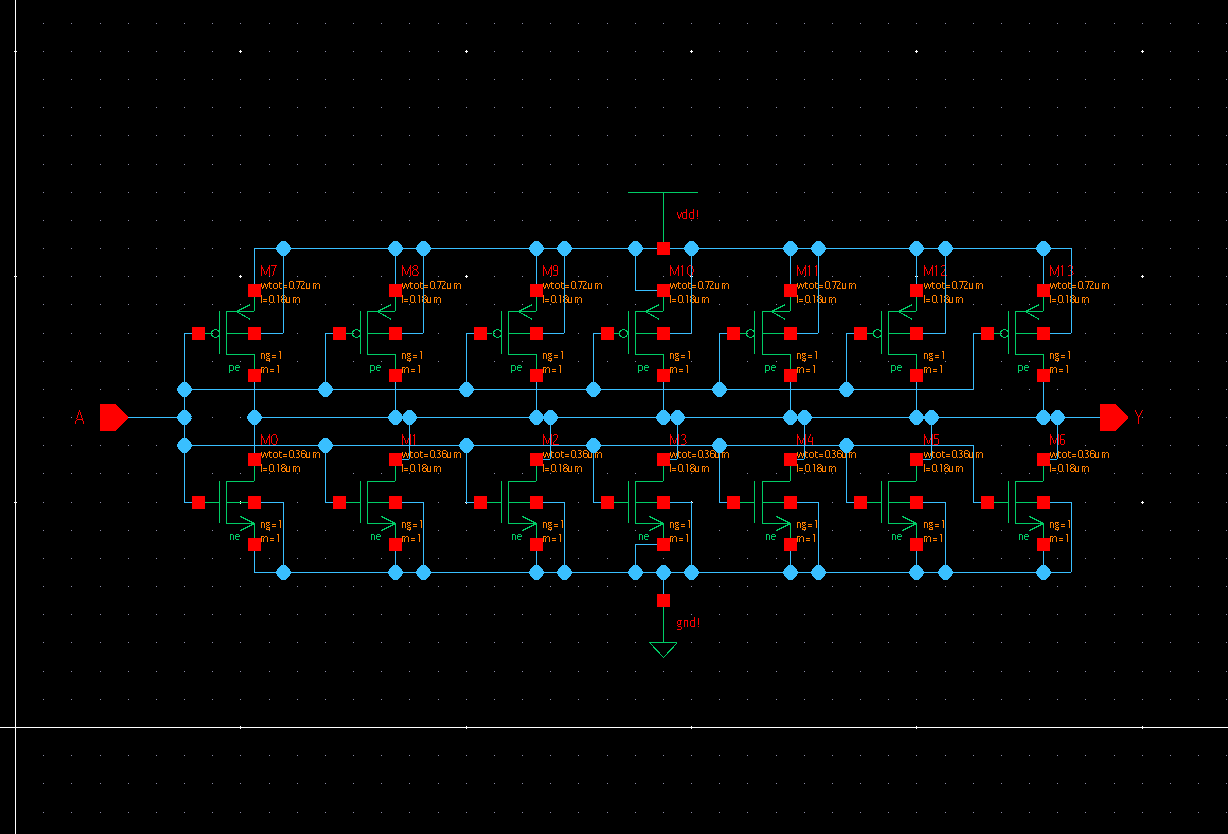 vdd!
M7 M8 M9 M10 M11 M12 M13
wtot=0.72um wtot=0.72um wtot=0.72um wtot=0.72um wtot=0.72um wtot=0.72um wtot=0.72um
l=0.18um l=0.18um l=0.18um l=0.18um l=0.18um l=0.18um l=0.18um
ng=1 ng=1 ng=1 ng=1 ng=1 ng=1 ng=1
pe m=1 pe m=1 pe m=1 pe m=1 pe m=1 pe m=1 pe m=1
A Y
M0 M1 M2 M3 M4 M5 M6
wtot=0.36um wtot=0.36um wtot=0.36um wtot=0.36um wtot=0.36um wtot=0.36um wtot=0.36um
l=0.18um l=0.18um l=0.18um l=0.18um l=0.18um l=0.18um l=0.18um
ng=1 ng=1 ng=1 ng=1 ng=1 ng=1 ng=1
ne m=1 ne m=1 ne m=1 ne m=1 ne m=1 ne m=1 ne m=1
gnd!